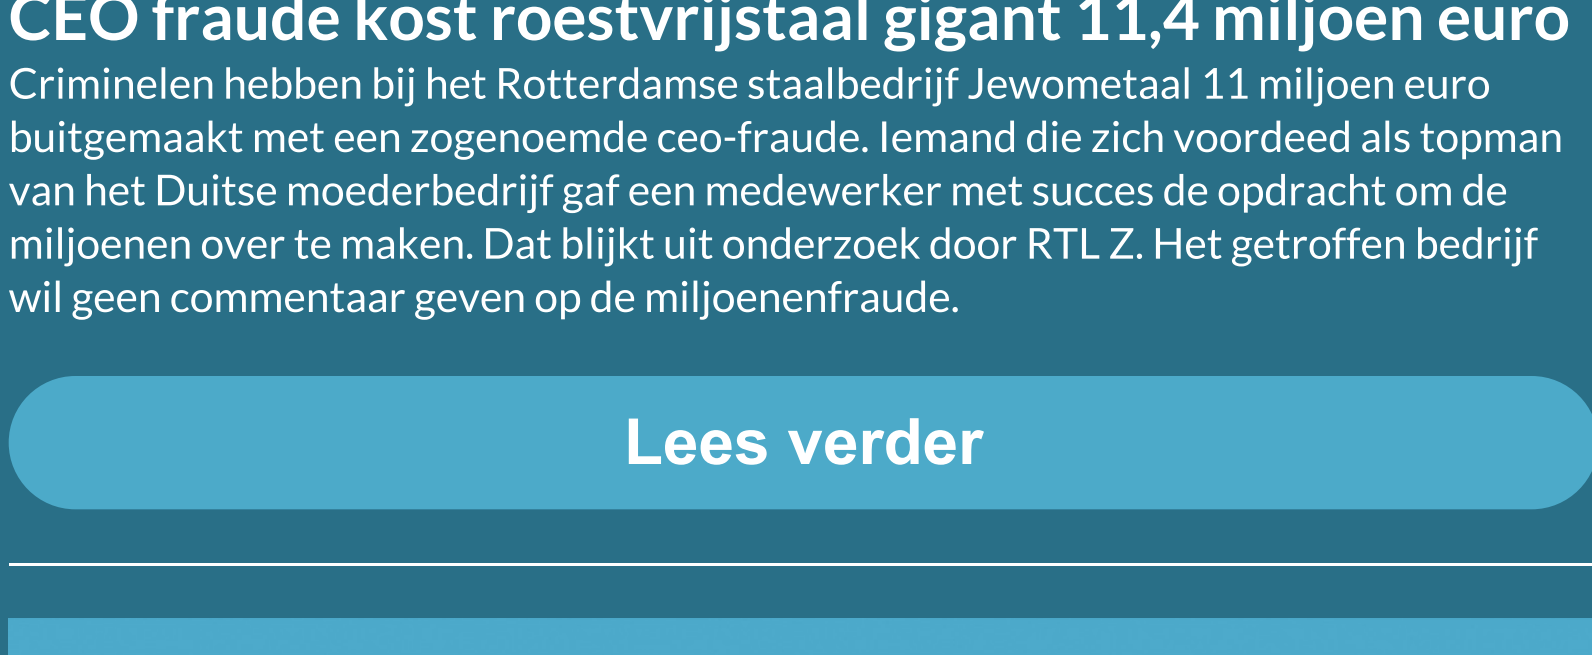 CEO fraude kost roestvrijstaal gigant 11,4 miljoen euro
Criminelen hebben bij het Rotterdamse staalbedrijf Jewometaal 11 miljoen euro
buitgemaakt met een zogenoemde ceo-fraude. Iemand die zich voordeed als topman
van het Duitse moederbedrijf gaf een medewerker met succes de opdracht om de
miljoenen over te maken. Dat blijkt uit onderzoek door RTL Z. Het getroffen bedrijf
wil geen commentaar geven op de miljoenenfraude.
Lees verder